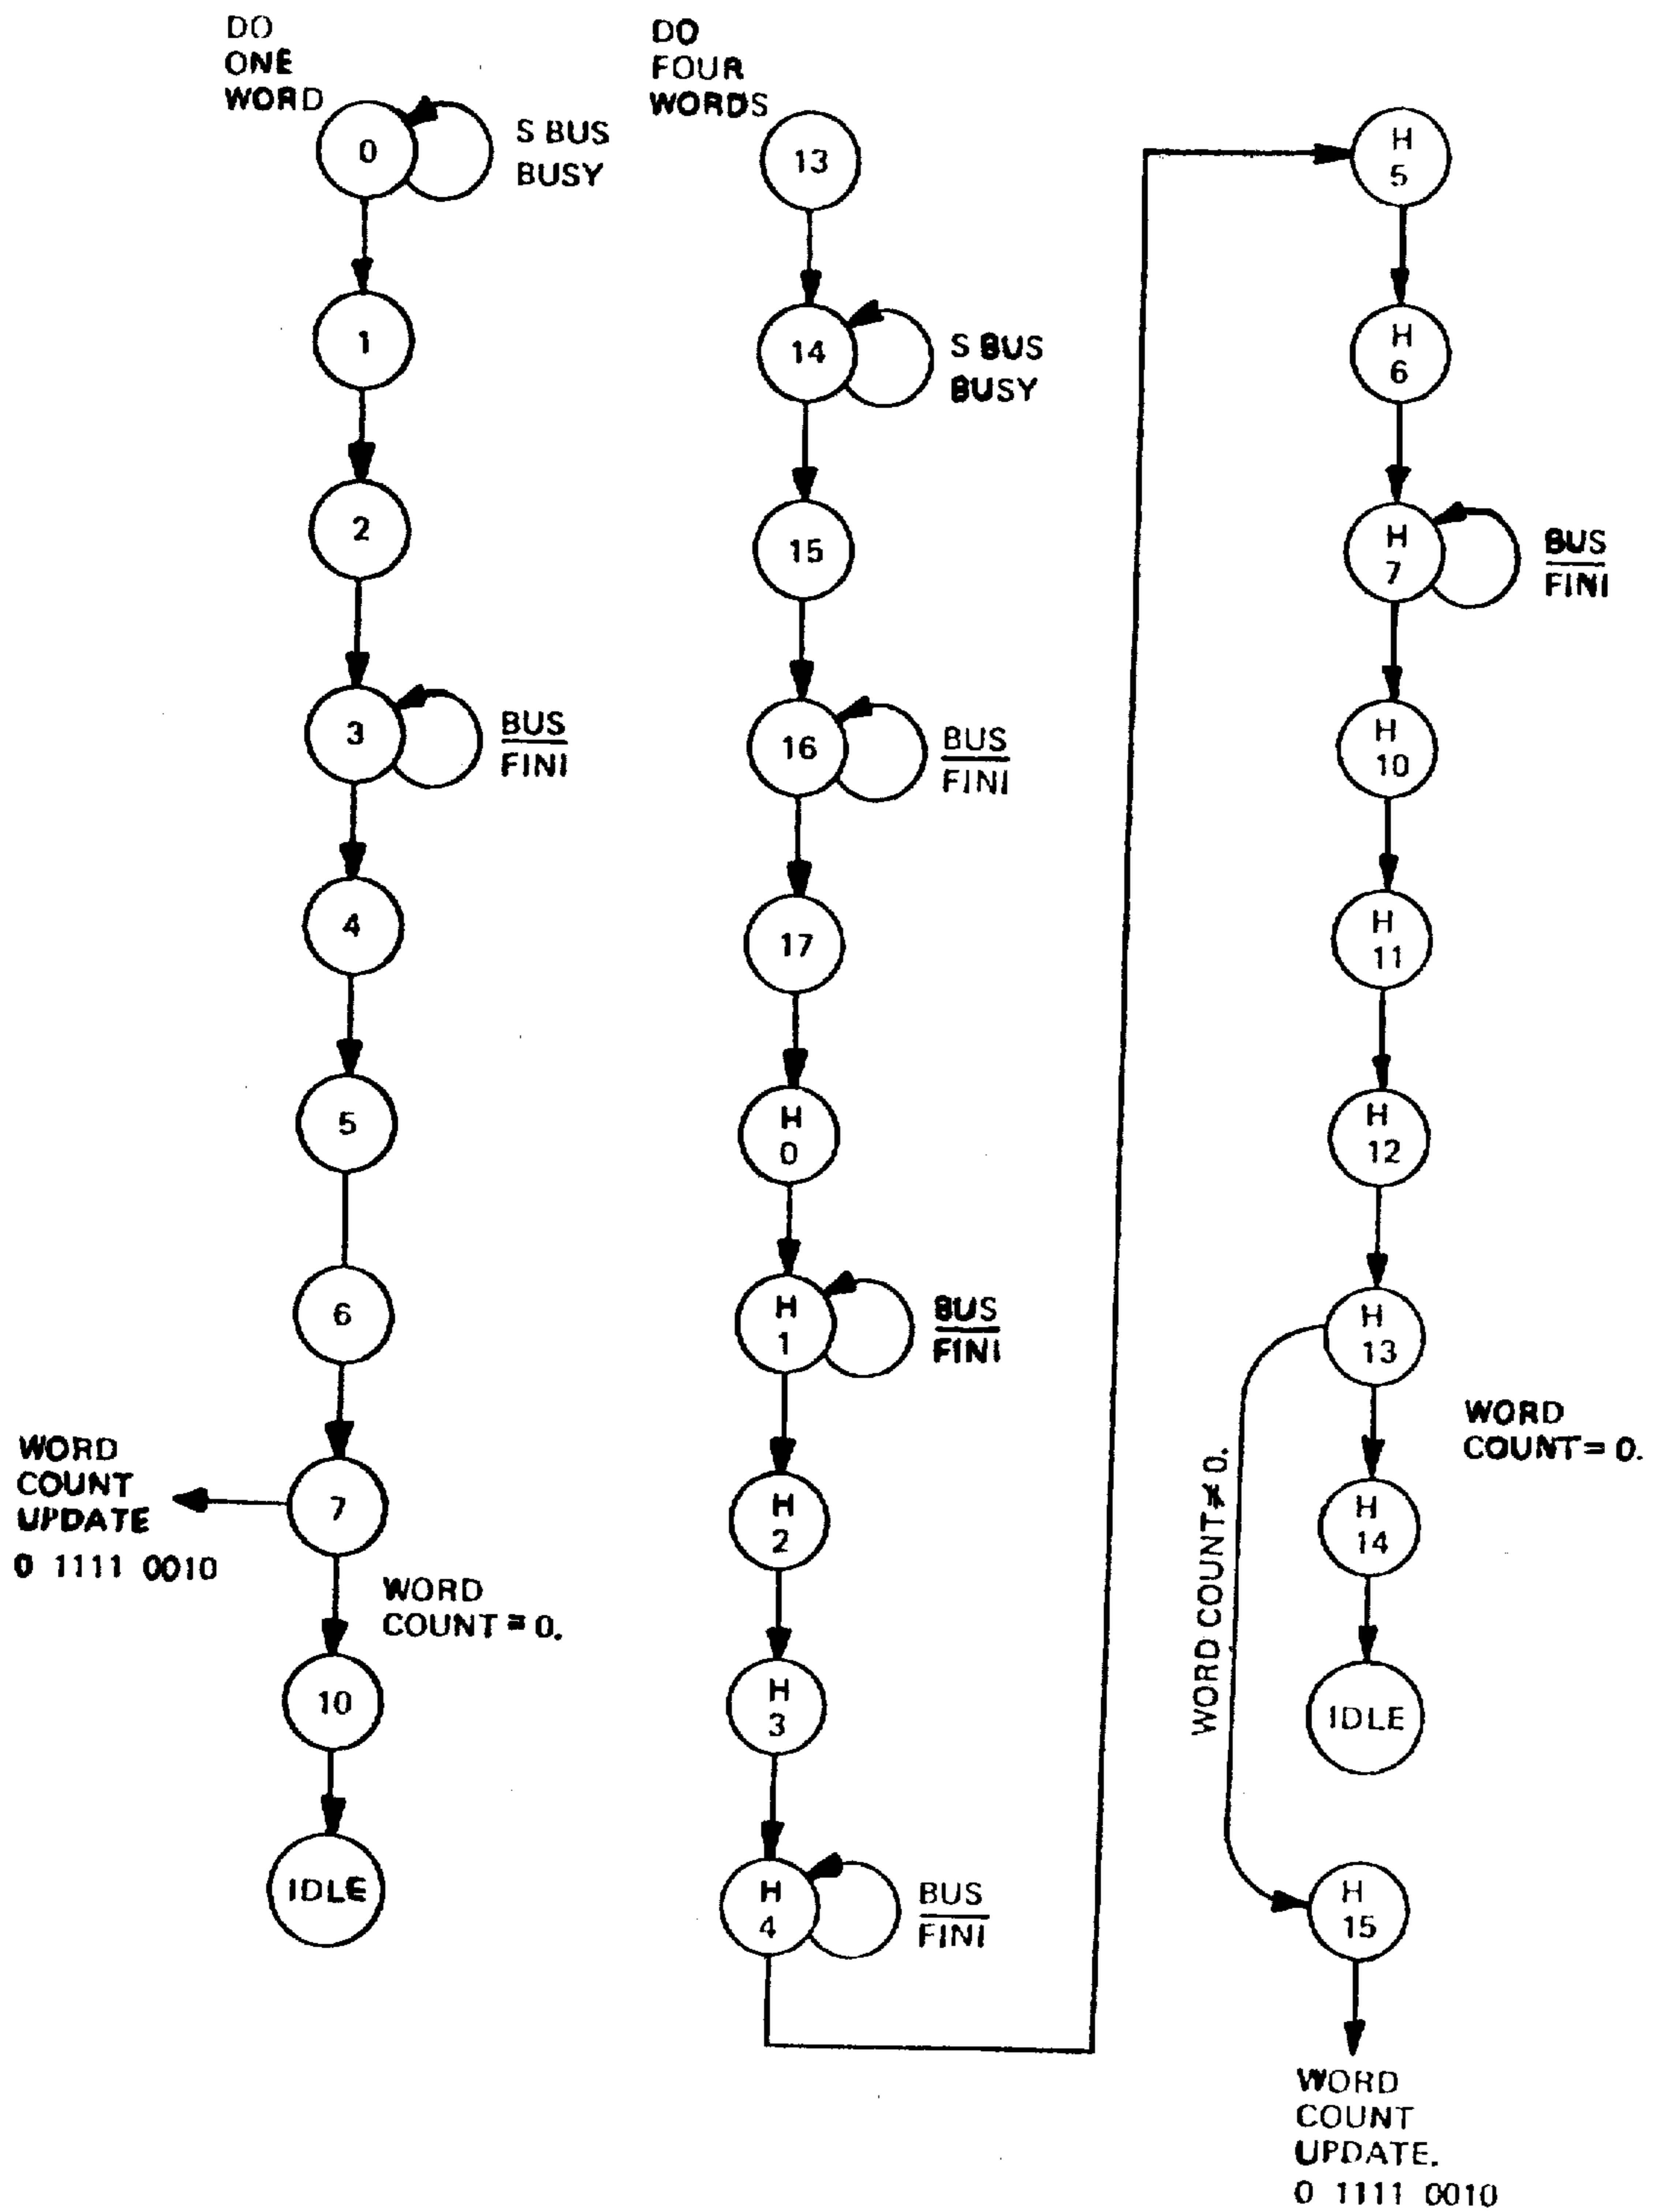 DO
ONE
WORD
0
S BUS
BUSY
1
2
3
BUS
FINI
4
5
6
7
WORD
COUNT
UPDATE
0 1111 0010
WORD
COUNT = 0.
10
IDLE
DO
FOUR
WORDS
13
14
S BUS
BUSY
15
16
BUS
FINI
17
H
0
H
1
BUS
FINI
H
2
H
3
H
4
BUS
FINI
H
5
H
6
H
7
BUS
FINI
H
10
H
11
H
12
H
13
WORD
COUNT = 0.
WORD COUNT ≠ 0.
H
14
IDLE
H
15
WORD
COUNT
UPDATE.
0 1111 0010